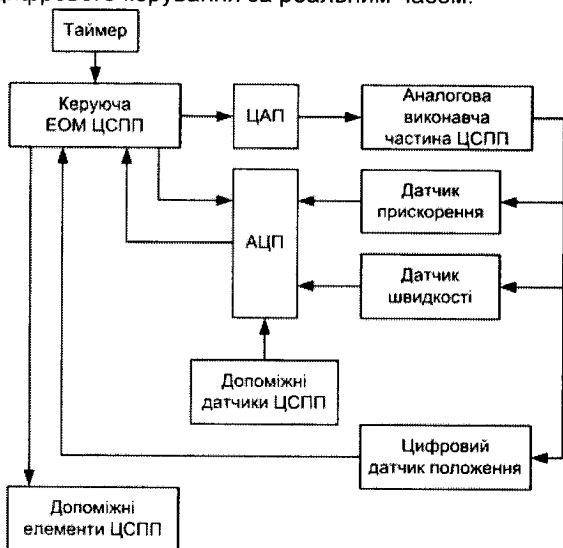 цифрового керування за реальним часом.
Таймер
Керуюча
ЕОМ ЦСПП
ЦАП
Аналогова
виконавча
частина ЦСПП
АЦП
Датчик
прискорення
Датчик
швидкості
Допоміжні
датчики ЦСПП
Цифровий
датчик положення
Допоміжні
елементи ЦСПП